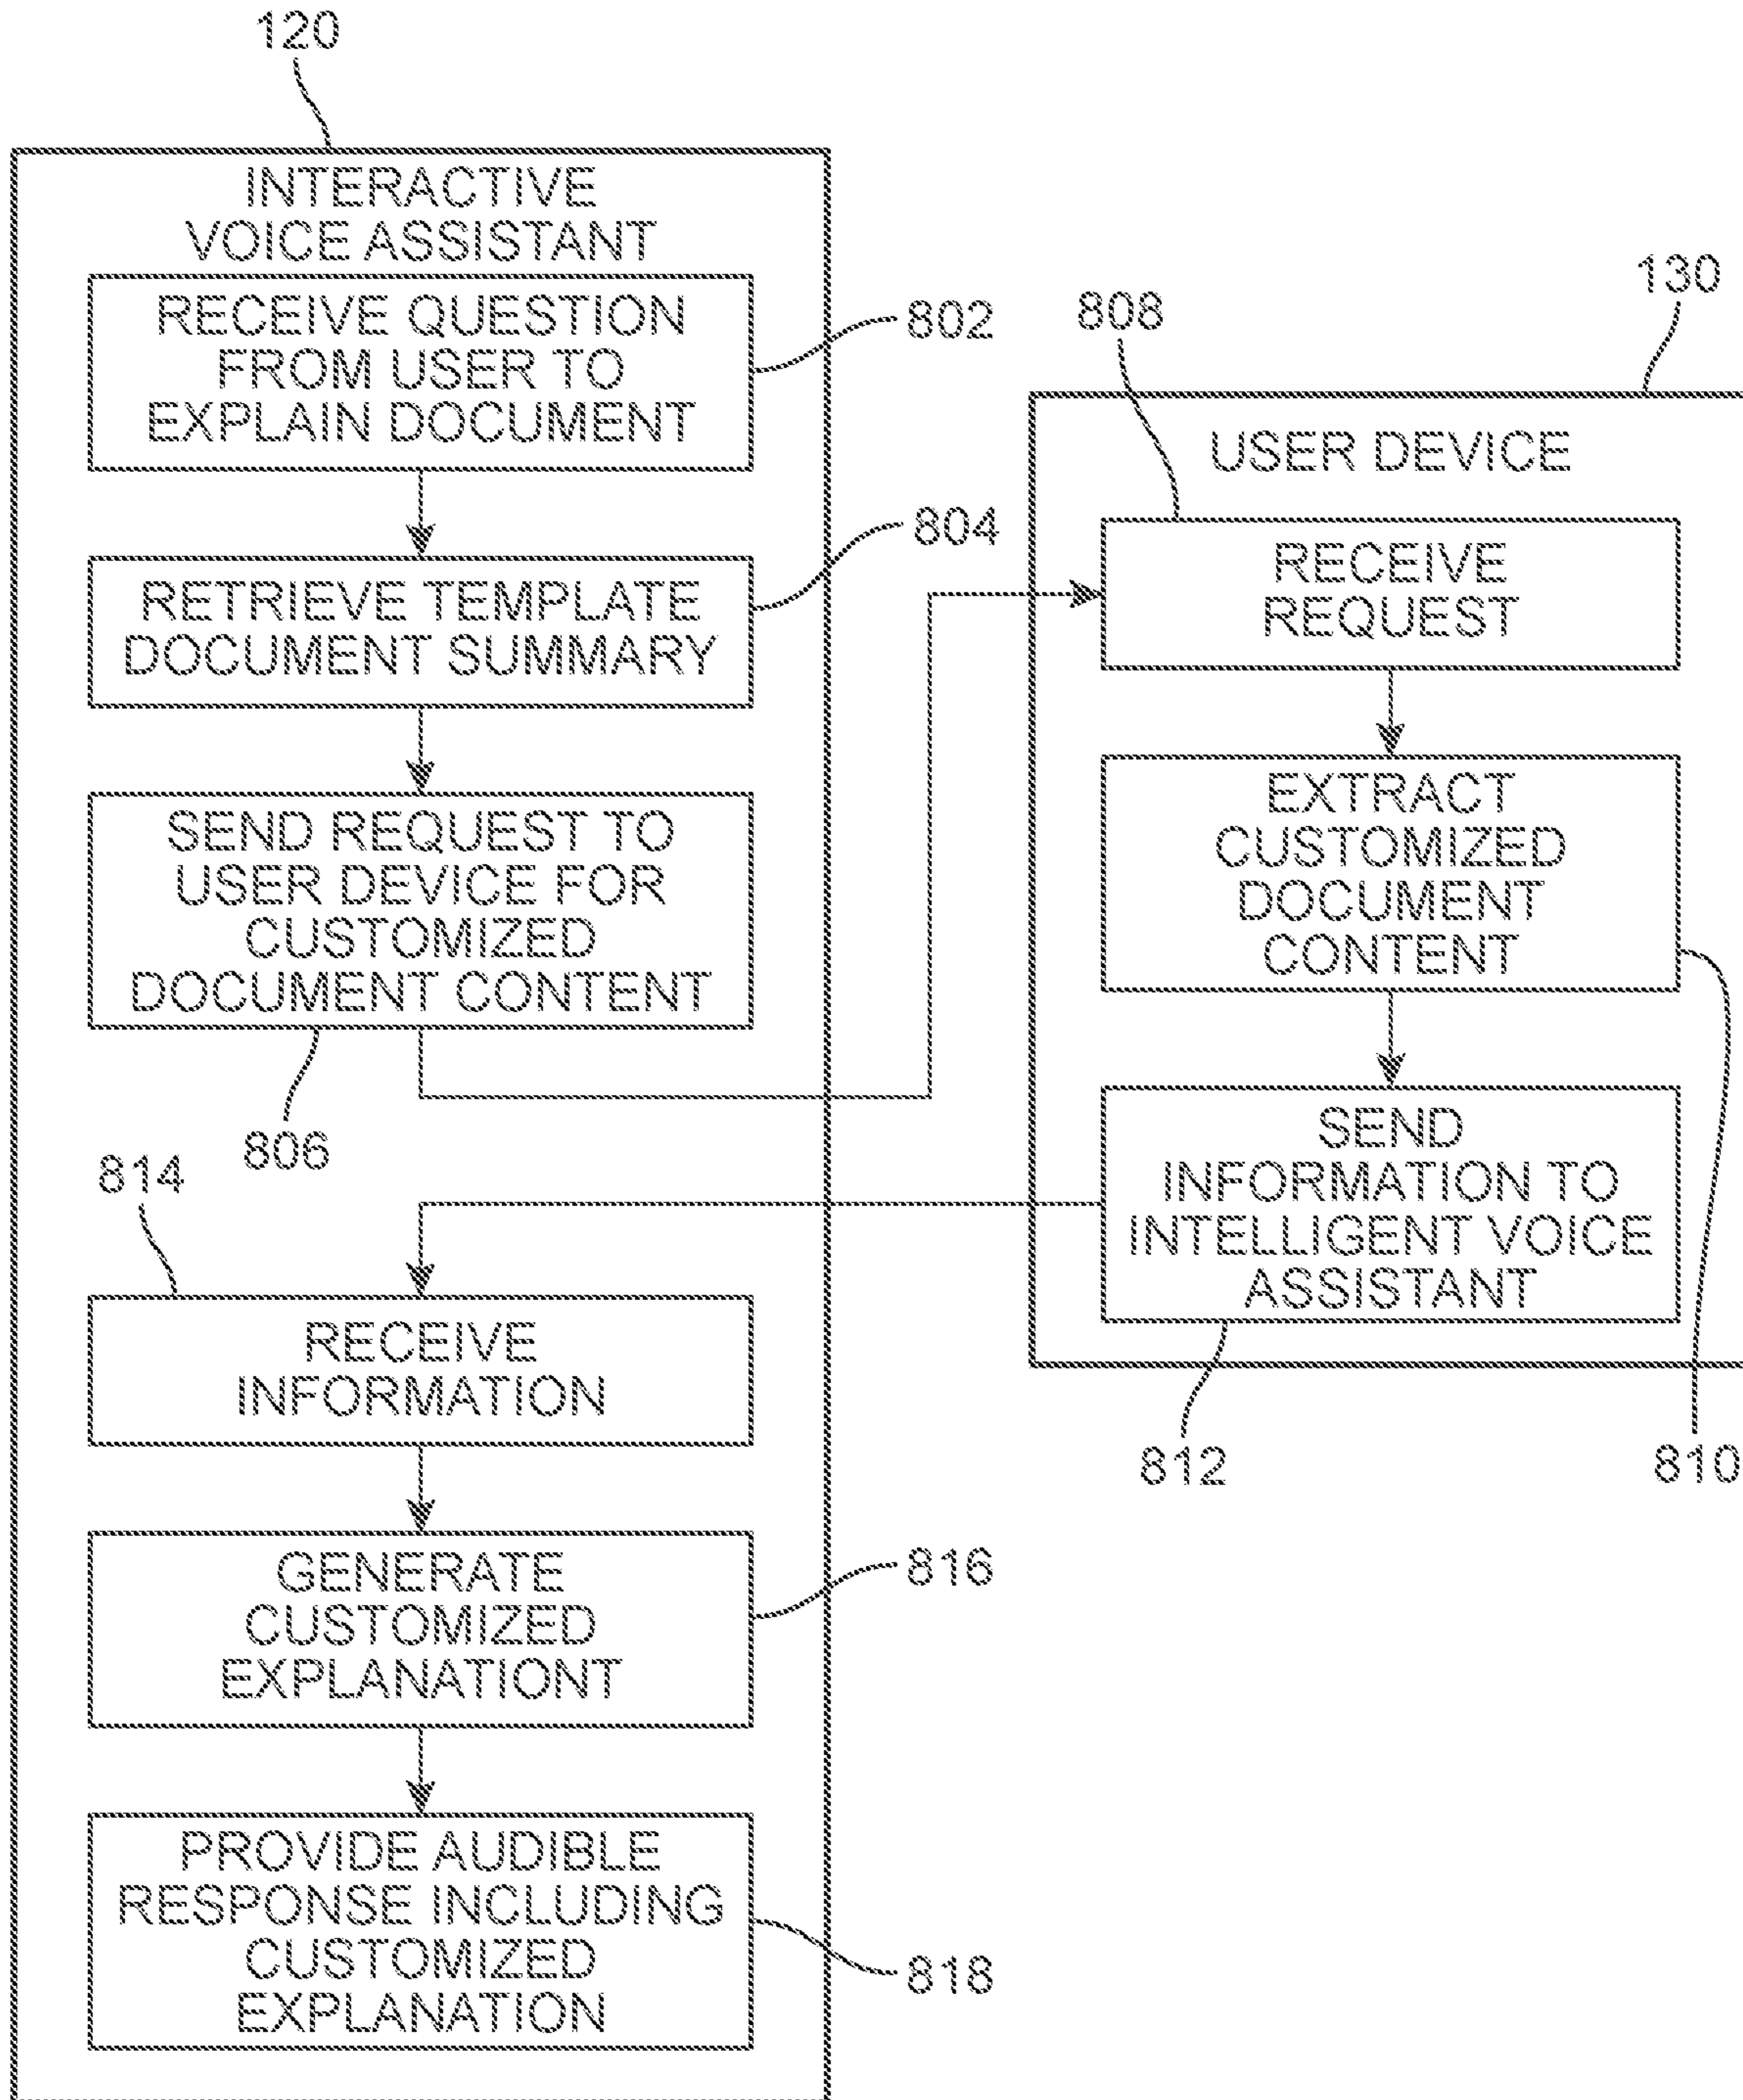 120
INTERACTIVE
VOICE ASSISTANT
RECEIVE QUESTION
FROM USER TO
EXPLAIN DOCUMENT
802
RETRIEVE TEMPLATE
DOCUMENT SUMMARY
804
SEND REQUEST TO
USER DEVICE FOR
CUSTOMIZED
DOCUMENT CONTENT
806
130
USER DEVICE
808
RECEIVE
REQUEST
EXTRACT
CUSTOMIZED
DOCUMENT
CONTENT
810
SEND
INFORMATION TO
INTELLIGENT VOICE
ASSISTANT
812
814
RECEIVE
INFORMATION
GENERATE
CUSTOMIZED
EXPLANATIONT
816
PROVIDE AUDIBLE
RESPONSE INCLUDING
CUSTOMIZED
EXPLANATION
818